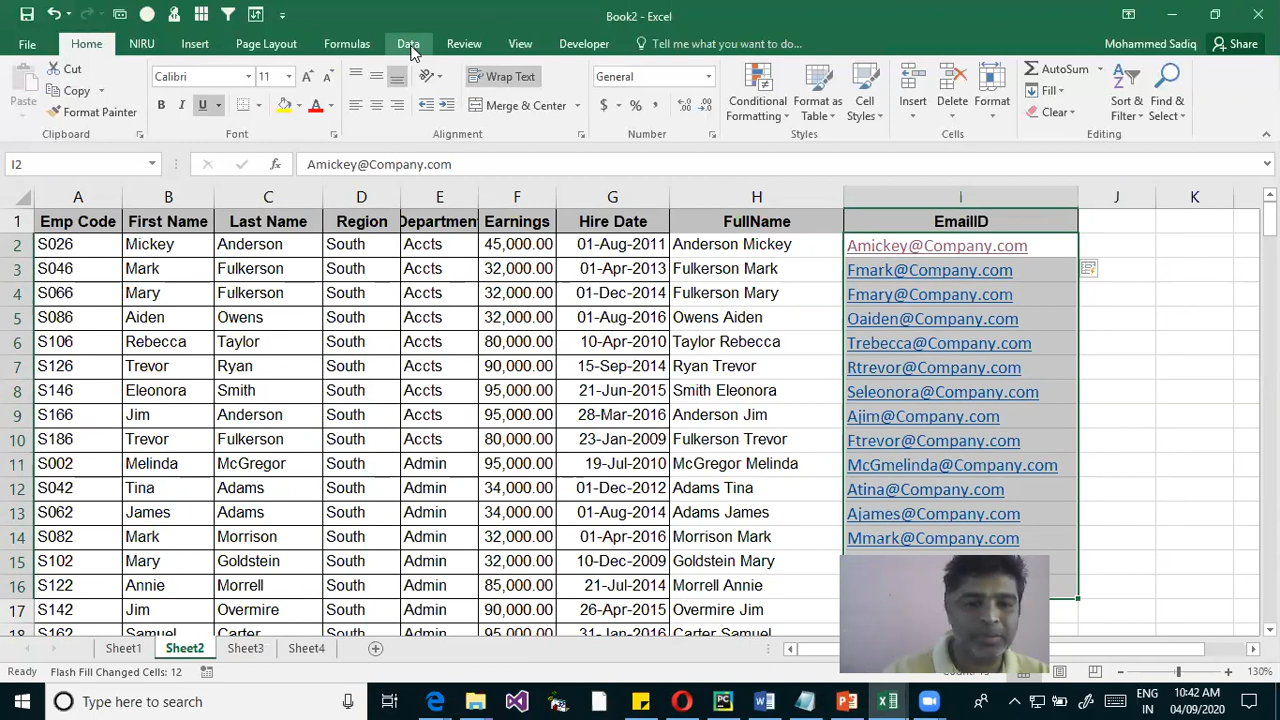 Book2 - Excel
File Home NIRU Insert Page Layout Formulas Data Review View Developer Tell me what you want to do... Mohammed Sadiq Share
Paste Cut Copy Format Painter Clipboard
Calibri 11 B I U Font
Wrap Text Merge & Center Alignment
General $ % Number
Conditional Formatting Format as Table Cell Styles Styles
Insert Delete Format Cells
AutoSum Fill Clear Sort & Filter Find & Select Editing
I2 fx Amickey@Company.com
A B C D E F G H I J K
1 Emp Code First Name Last Name Region Department Earnings Hire Date FullName EmailID
2 S026 Mickey Anderson South Accts 45,000.00 01-Aug-2011 Anderson Mickey Amickey@Company.com
3 S046 Mark Fulkerson South Accts 32,000.00 01-Apr-2013 Fulkerson Mark Fmark@Company.com
4 S066 Mary Fulkerson South Accts 32,000.00 01-Dec-2014 Fulkerson Mary Fmary@Company.com
5 S086 Aiden Owens South Accts 32,000.00 01-Aug-2016 Owens Aiden Oaiden@Company.com
6 S106 Rebecca Taylor South Accts 80,000.00 10-Apr-2010 Taylor Rebecca Trebecca@Company.com
7 S126 Trevor Ryan South Accts 90,000.00 15-Sep-2014 Ryan Trevor Rtrevor@Company.com
8 S146 Eleonora Smith South Accts 95,000.00 21-Jun-2015 Smith Eleonora Seleonora@Company.com
9 S166 Jim Anderson South Accts 95,000.00 28-Mar-2016 Anderson Jim Ajim@Company.com
10 S186 Trevor Fulkerson South Accts 80,000.00 23-Jan-2009 Fulkerson Trevor Ftrevor@Company.com
11 S002 Melinda McGregor South Admin 95,000.00 19-Jul-2010 McGregor Melinda McGmelinda@Company.com
12 S042 Tina Adams South Admin 34,000.00 01-Dec-2012 Adams Tina Atina@Company.com
13 S062 James Adams South Admin 34,000.00 01-Aug-2014 Adams James Ajames@Company.com
14 S082 Mark Morrison South Admin 32,000.00 01-Apr-2016 Morrison Mark Mmark@Company.com
15 S102 Mary Goldstein South Admin 32,000.00 10-Dec-2009 Goldstein Mary
16 S122 Annie Morrell South Admin 85,000.00 21-Jul-2014 Morrell Annie
17 S142 Jim Overmire South Admin 90,000.00 26-Apr-2015 Overmire Jim
18 S162 Samuel Carter South Admin 95,000.00 31-Jan-2016 Carter Samuel
Sheet1 Sheet2 Sheet3 Sheet4
Ready Flash Fill Changed Cells: 12 130%
Type here to search ENG IN 10:42 AM 04/09/2020